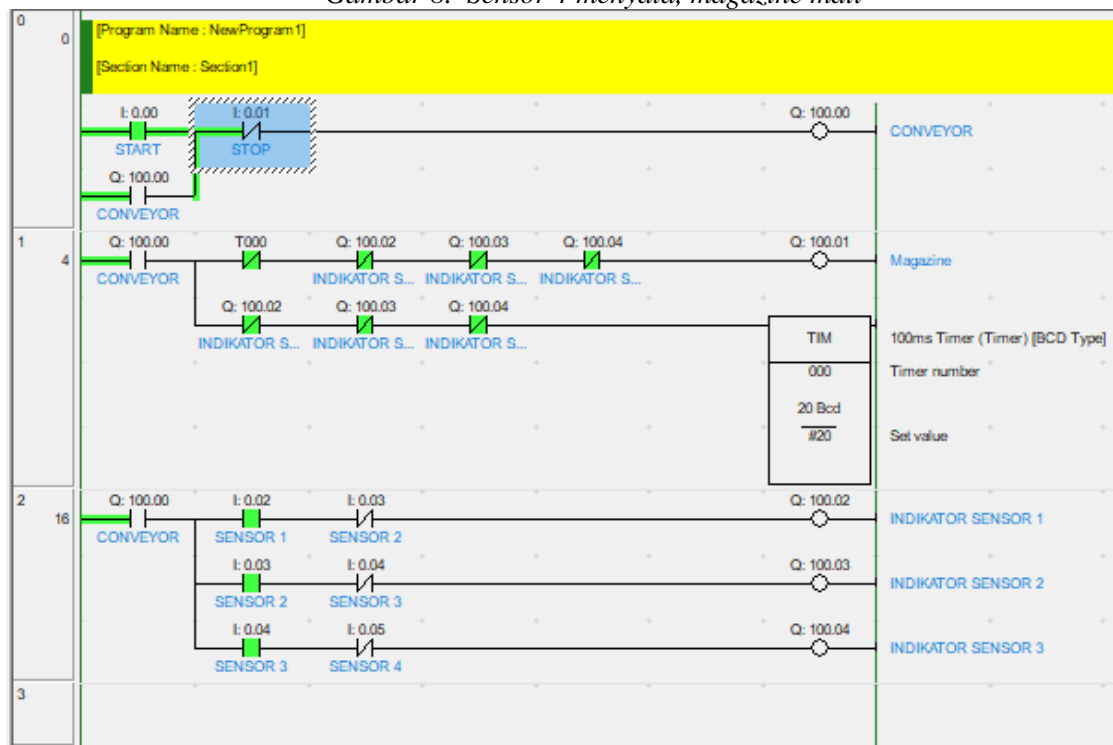 Gambar 8. Sensor 4 menyala, magazine mati
0
0
[Program Name : NewProgram1]
[Section Name : Section1]
I: 0.00 I: 0.01 Q: 100.00
START STOP CONVEYOR
Q: 100.00
CONVEYOR
1
4
Q: 100.00 T000 Q: 100.02 Q: 100.03 Q: 100.04 Q: 100.01
CONVEYOR INDIKATOR S... INDIKATOR S... INDIKATOR S... Magazine
Q: 100.02 Q: 100.03 Q: 100.04
INDIKATOR S... INDIKATOR S... INDIKATOR S...
TIM 100ms Timer (Timer) [BCD Type]
000 Timer number
20 Bcd
#20 Set value
2
16
Q: 100.00 I: 0.02 I: 0.03 Q: 100.02
CONVEYOR SENSOR 1 SENSOR 2 INDIKATOR SENSOR 1
I: 0.03 I: 0.04 Q: 100.03
SENSOR 2 SENSOR 3 INDIKATOR SENSOR 2
I: 0.04 I: 0.05 Q: 100.04
SENSOR 3 SENSOR 4 INDIKATOR SENSOR 3
3